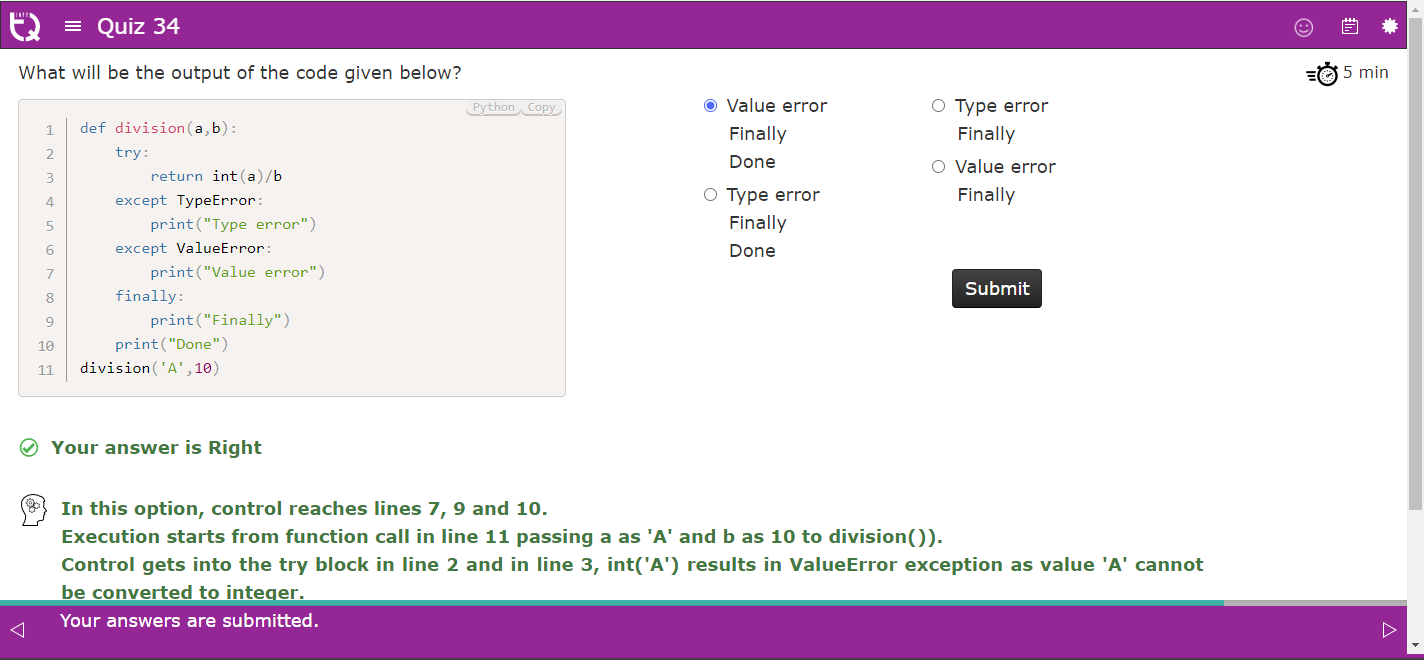 Quiz 34
What will be the output of the code given below?
5 min
Python Copy
1 def division(a,b):
2 try:
3 return int(a)/b
4 except TypeError:
5 print("Type error")
6 except ValueError:
7 print("Value error")
8 finally:
9 print("Finally")
10 print("Done")
11 division('A',10)
Value error
Finally
Done
Type error
Finally
Done
Type error
Finally
Value error
Finally
Submit
Your answer is Right
In this option, control reaches lines 7, 9 and 10.
Execution starts from function call in line 11 passing a as 'A' and b as 10 to division()).
Control gets into the try block in line 2 and in line 3, int('A') results in ValueError exception as value 'A' cannot
be converted to integer.
Your answers are submitted.